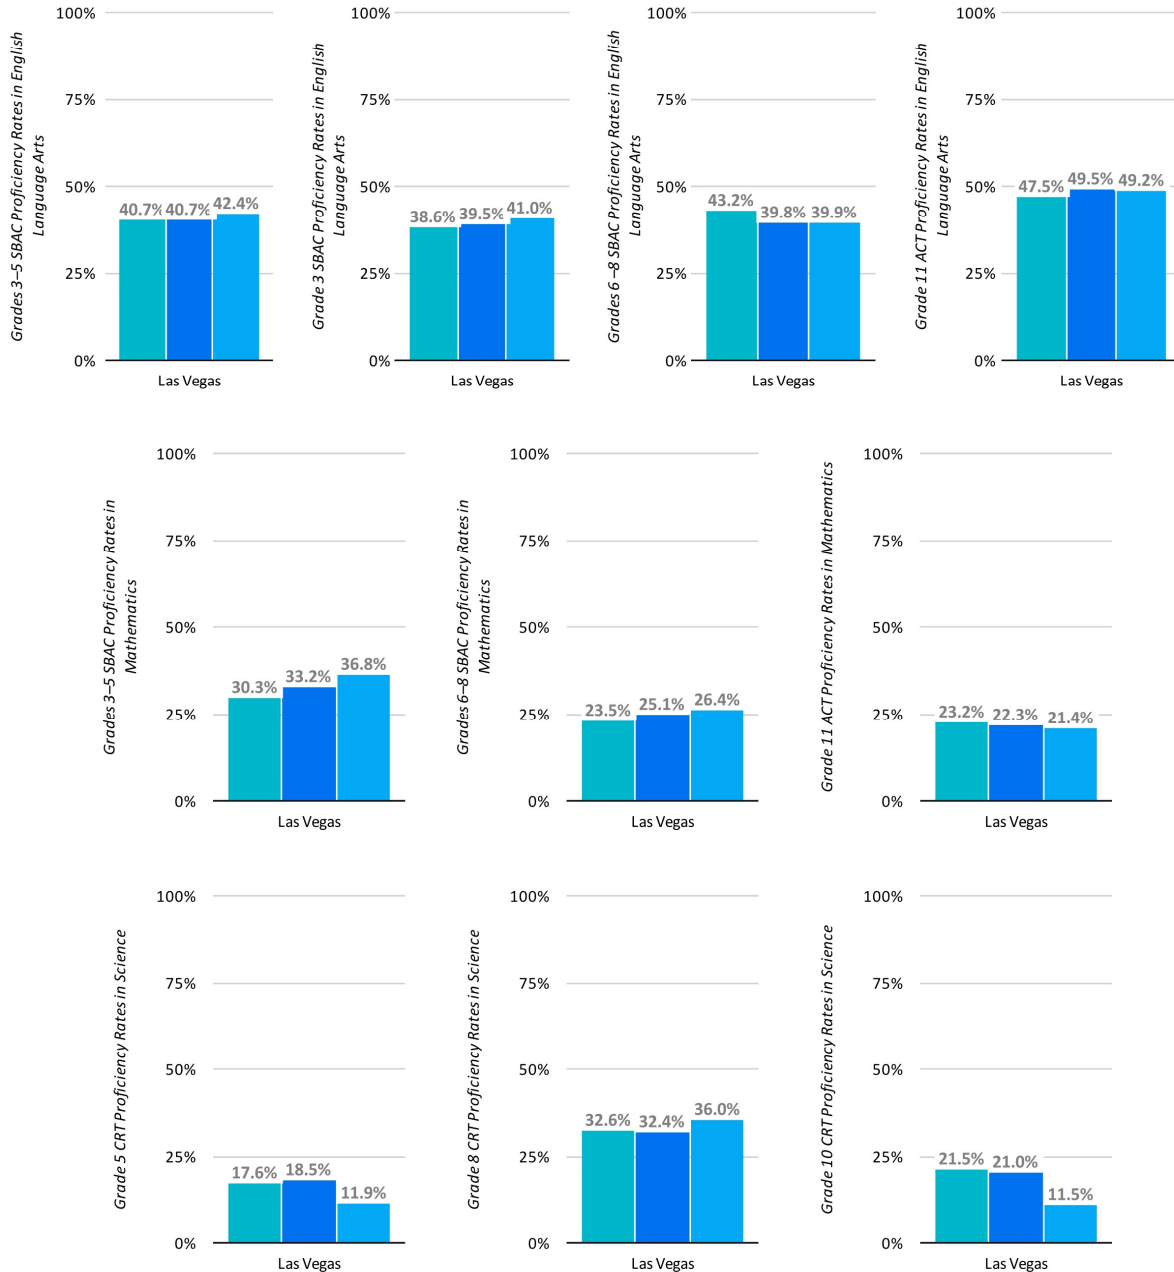 Grades 3–5 SBAC Proficiency Rates in English
Language Arts
100%
75%
50%
25%
0%
40.7% 40.7% 42.4%
Las Vegas
Grade 3 SBAC Proficiency Rates in English
Language Arts
100%
75%
50%
25%
0%
38.6% 39.5% 41.0%
Las Vegas
Grades 6 –8 SBAC Proficiency Rates in English
Language Arts
100%
75%
50%
25%
0%
43.2% 39.8% 39.9%
Las Vegas
Grade 11 ACT Proficiency Rates in English
Language Arts
100%
75%
50%
25%
0%
47.5% 49.5% 49.2%
Las Vegas
Grades 3–5 SBAC Proficiency Rates in
Mathematics
100%
75%
50%
25%
0%
30.3% 33.2% 36.8%
Las Vegas
Grades 6–8 SBAC Proficiency Rates in
Mathematics
100%
75%
50%
25%
0%
23.5% 25.1% 26.4%
Las Vegas
Grade 11 ACT Proficiency Rates in Mathematics
100%
75%
50%
25%
0%
23.2% 22.3% 21.4%
Las Vegas
Grade 5 CRT Proficiency Rates in Science
100%
75%
50%
25%
0%
17.6% 18.5% 11.9%
Las Vegas
Grade 8 CRT Proficiency Rates in Science
100%
75%
50%
25%
0%
32.6% 32.4% 36.0%
Las Vegas
Grade 10 CRT Proficiency Rates in Science
100%
75%
50%
25%
0%
21.5% 21.0% 11.5%
Las Vegas